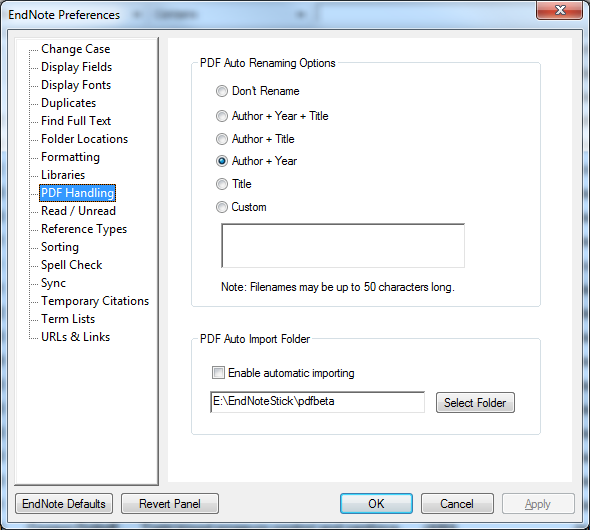 EndNote Preferences
Change Case
Display Fields
Display Fonts
Duplicates
Find Full Text
Folder Locations
Formatting
Libraries
PDF Handling
Read / Unread
Reference Types
Sorting
Spell Check
Sync
Temporary Citations
Term Lists
URLs & Links
PDF Auto Renaming Options
Don't Rename
Author + Year + Title
Author + Title
Author + Year
Title
Custom
Note: Filenames may be up to 50 characters long.
PDF Auto Import Folder
Enable automatic importing
E:\EndNoteStick\pdfbeta
Select Folder
EndNote Defaults
Revert Panel
OK
Cancel
Apply